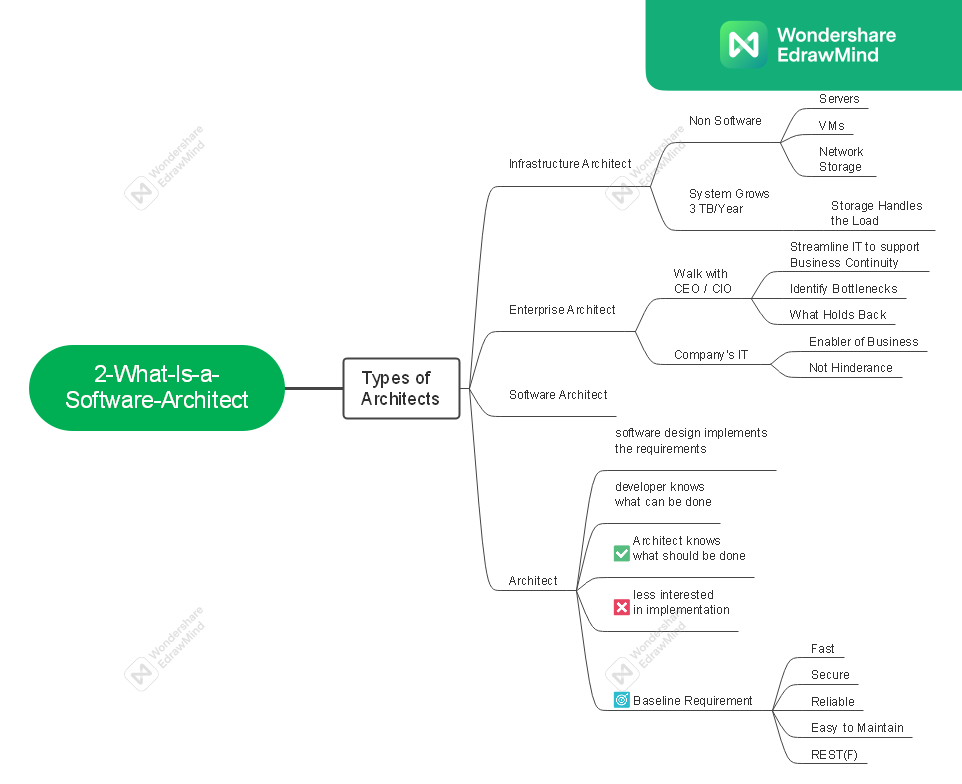 Wondershare
EdrawMind
2-What-Is-a-
Software-Architect
Types of
Architects
Infrastructure Architect
Non Software
Servers
VMs
Network
Storage
System Grows
3 TB/Year
Storage Handles
the Load
Enterprise Architect
Walk with
CEO / CIO
Streamline IT to support
Business Continuity
Identify Bottlenecks
What Holds Back
Company's IT
Enabler of Business
Not Hinderance
Software Architect
Architect
software design implements
the requirements
developer knows
what can be done
Architect knows
what should be done
less interested
in implementation
Baseline Requirement
Fast
Secure
Reliable
Easy to Maintain
REST(F)
Wondershare
EdrawMind
Wondershare
EdrawMind
Wondershare
EdrawMind
Wondershare
EdrawMind